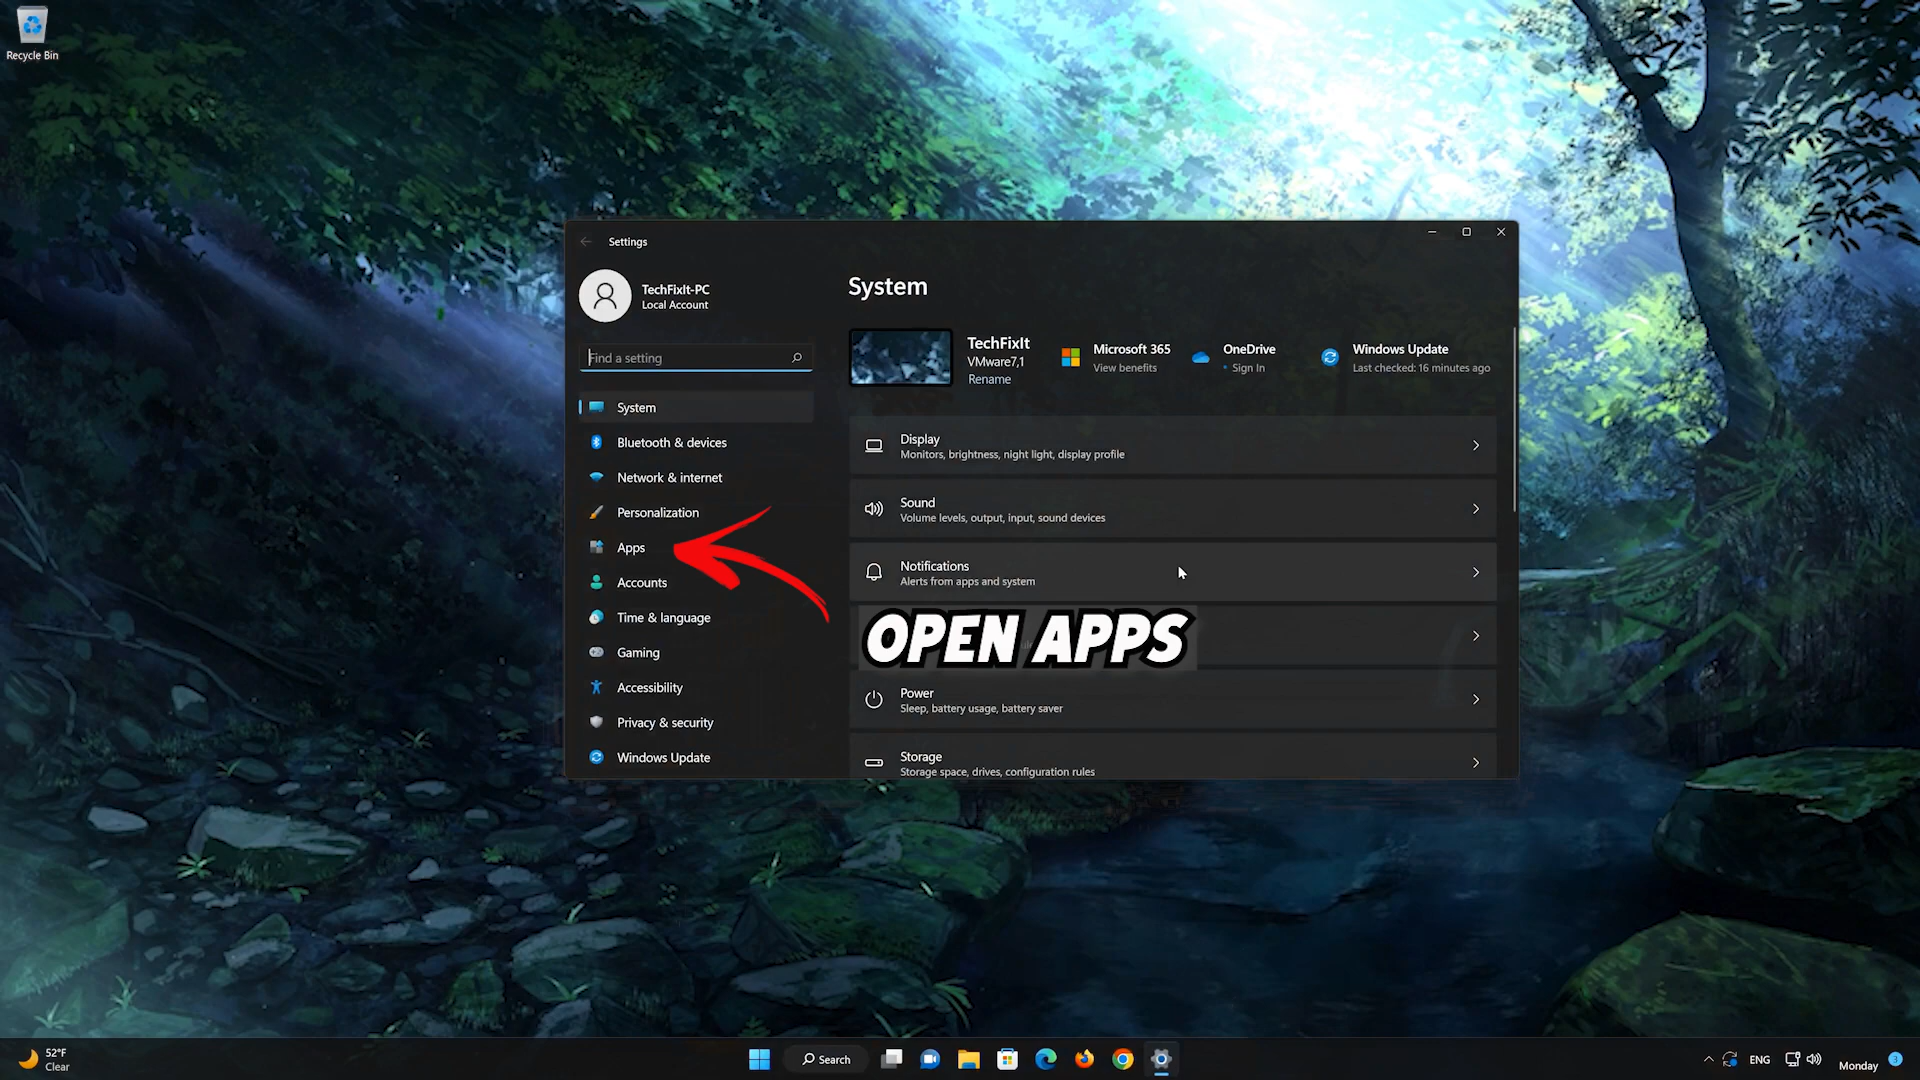 Recycle Bin
Settings
TechFixIt-PC
Local Account
Find a setting
System
Bluetooth & devices
Network & internet
Personalization
Apps
Accounts
Time & language
Gaming
Accessibility
Privacy & security
Windows Update
System
TechFixIt
VMware7,1
Rename
Microsoft 365
View benefits
OneDrive
Sign In
Windows Update
Last checked: 16 minutes ago
Display
Monitors, brightness, night light, display profile
Sound
Volume levels, output, input, sound devices
Notifications
Alerts from apps and system
OPEN APPS
Power
Sleep, battery usage, battery saver
Storage
Storage space, drives, configuration rules
52°F
Clear
Search
ENG
Monday
3